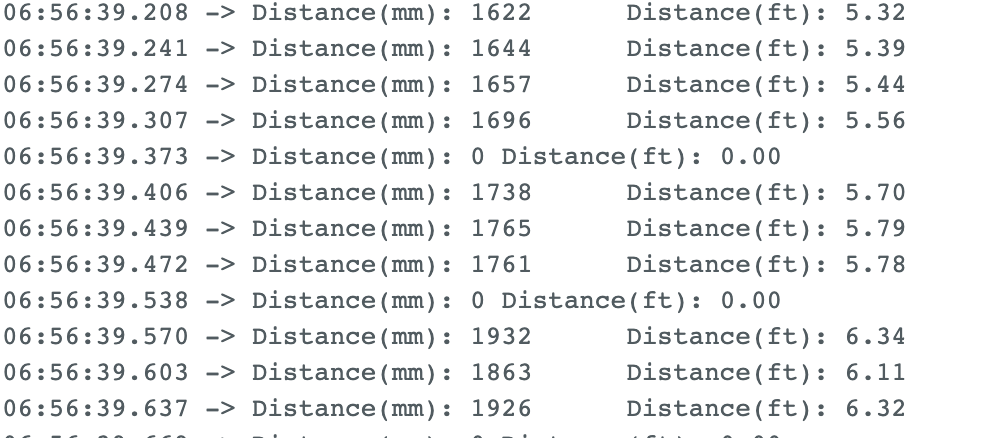 06:56:39.208 -> Distance(mm): 1622 Distance(ft): 5.32
06:56:39.241 -> Distance(mm): 1644 Distance(ft): 5.39
06:56:39.274 -> Distance(mm): 1657 Distance(ft): 5.44
06:56:39.307 -> Distance(mm): 1696 Distance(ft): 5.56
06:56:39.373 -> Distance(mm): 0 Distance(ft): 0.00
06:56:39.406 -> Distance(mm): 1738 Distance(ft): 5.70
06:56:39.439 -> Distance(mm): 1765 Distance(ft): 5.79
06:56:39.472 -> Distance(mm): 1761 Distance(ft): 5.78
06:56:39.538 -> Distance(mm): 0 Distance(ft): 0.00
06:56:39.570 -> Distance(mm): 1932 Distance(ft): 6.34
06:56:39.603 -> Distance(mm): 1863 Distance(ft): 6.11
06:56:39.637 -> Distance(mm): 1926 Distance(ft): 6.32